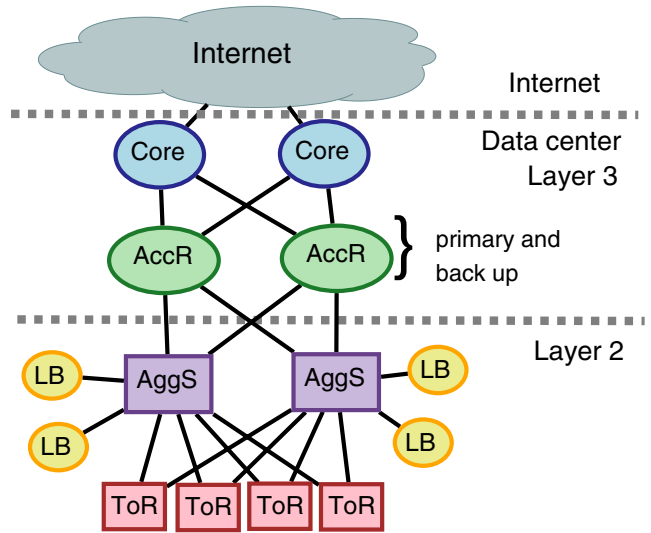 Internet
Internet
Core
Core
Data center
Layer 3
AccR
AccR
}
primary and
back up
Layer 2
LB
AggS
AggS
LB
LB
LB
ToR
ToR
ToR
ToR